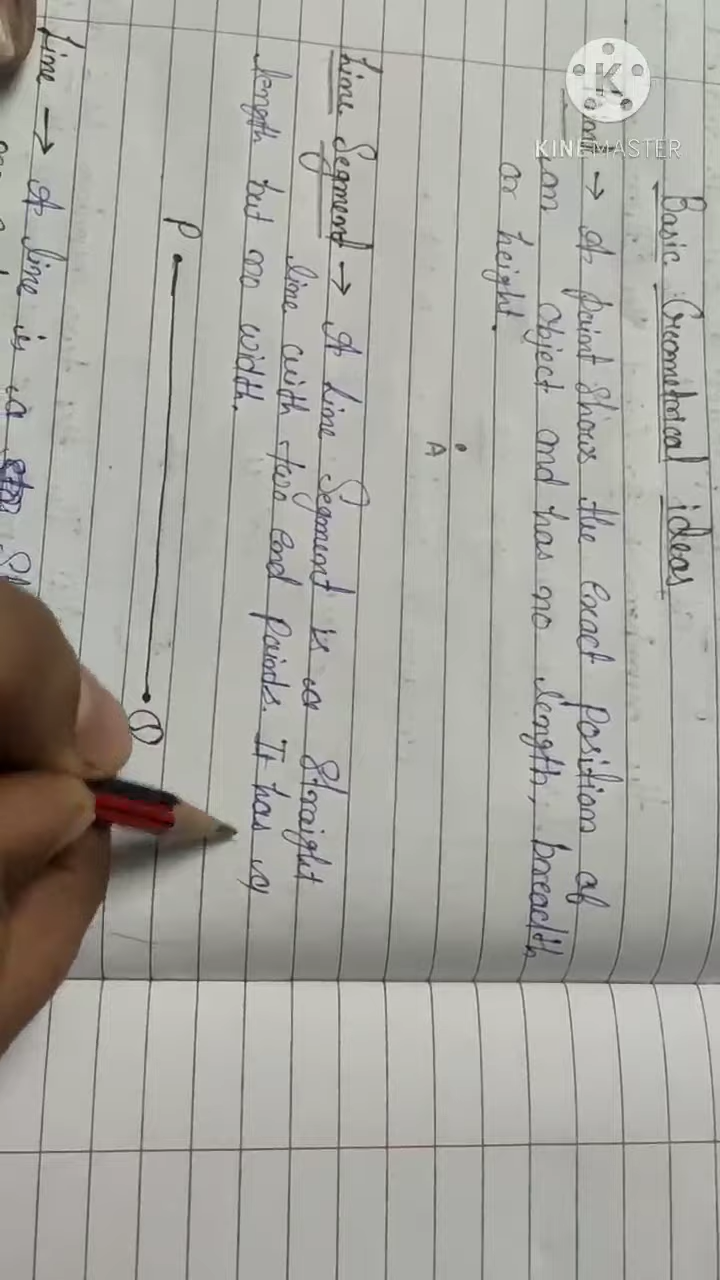 KINEMASTER
Basic Geometrical ideas
Point → A point shows the exact position of
an object and has no length, breadth
or height.
A
Line Segment → A Line Segment is a Straight
line with two end points. It has a
length but no width.
P Q
Line → A line is a